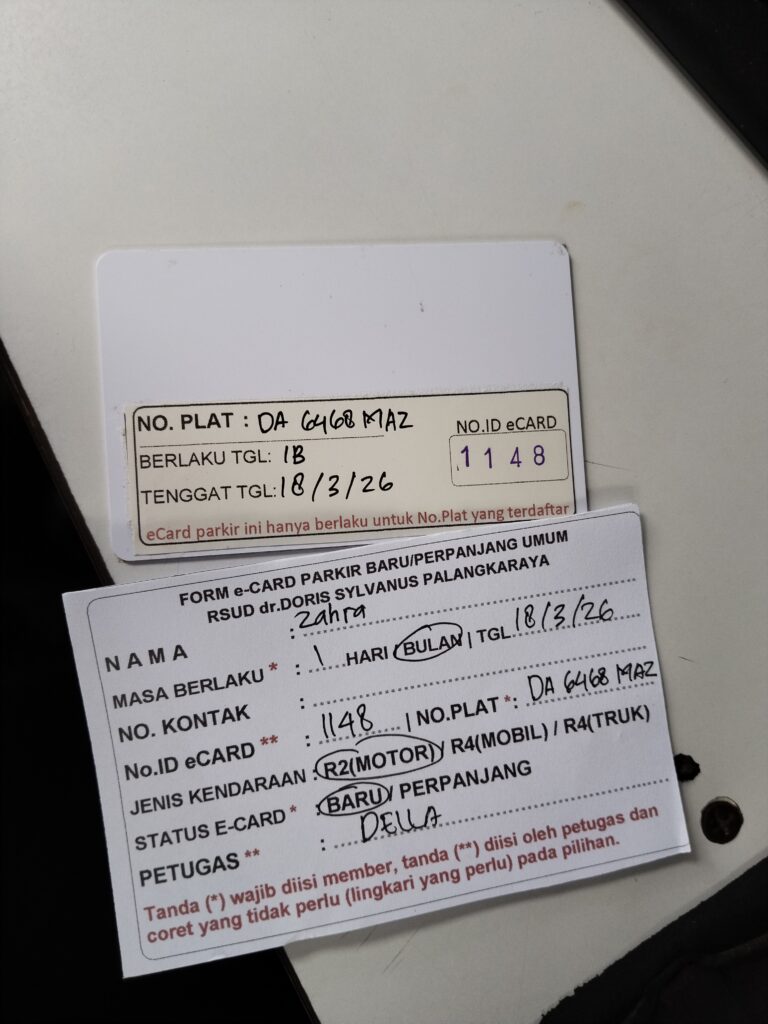 NO. PLAT : DA 6468 MAZ
NO.ID eCARD
BERLAKU TGL: 1B
1148
TENGGAT TGL: 18/3/26
eCard parkir ini hanya berlaku untuk No.Plat yang terdaftar
FORM e-CARD PARKIR BARU/PERPANJANG UMUM
RSUD dr.DORIS SYLVANUS PALANGKARAYA
NAMA : Zahra
MASA BERLAKU * : 1 HARI / BULAN | TGL. 18/3/26
NO. KONTAK :
No.ID eCARD ** : 1148 | NO.PLAT *: DA 6468 MAZ
JENIS KENDARAAN : R2(MOTOR) / R4(MOBIL) / R4(TRUK)
STATUS E-CARD * : BARU / PERPANJANG
PETUGAS ** : DELLA
Tanda (*) wajib diisi member, tanda (**) diisi oleh petugas dan
coret yang tidak perlu (lingkari yang perlu) pada pilihan.